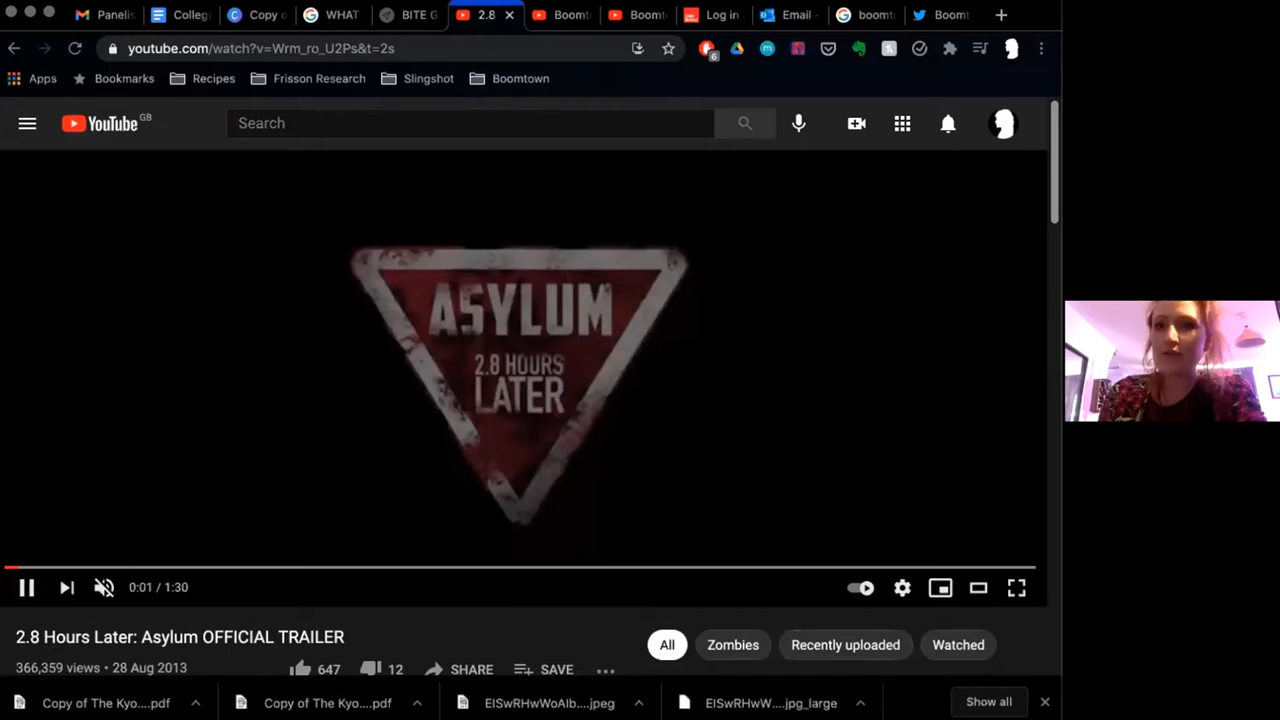 Panelis
College
Copy o
WHAT
BITE G
2.8
Boomt
Boomt
Log in
Email -
boomt
Boomt
youtube.com/watch?v=Wrm_ro_U2Ps&t=2s
6
Apps
Bookmarks
Recipes
Frisson Research
Slingshot
Boomtown
YouTube GB
Search
ASYLUM
2.8 HOURS
LATER
0:01 / 1:30
2.8 Hours Later: Asylum OFFICIAL TRAILER
All
Zombies
Recently uploaded
Watched
366,359 views • 28 Aug 2013
647
12
SHARE
SAVE
Copy of The Kyo....pdf
Copy of The Kyo....pdf
EISwRHwWoAIb....jpeg
EISwRHwW....jpg_large
Show all